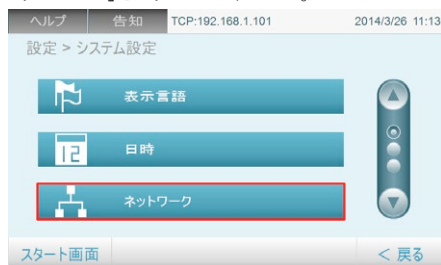 ヘルプ 告知 TCP:192.168.1.101 2014/3/26 11:13
設定 > システム設定
表示言語
12 日時
ネットワーク
スタート画面 < 戻る